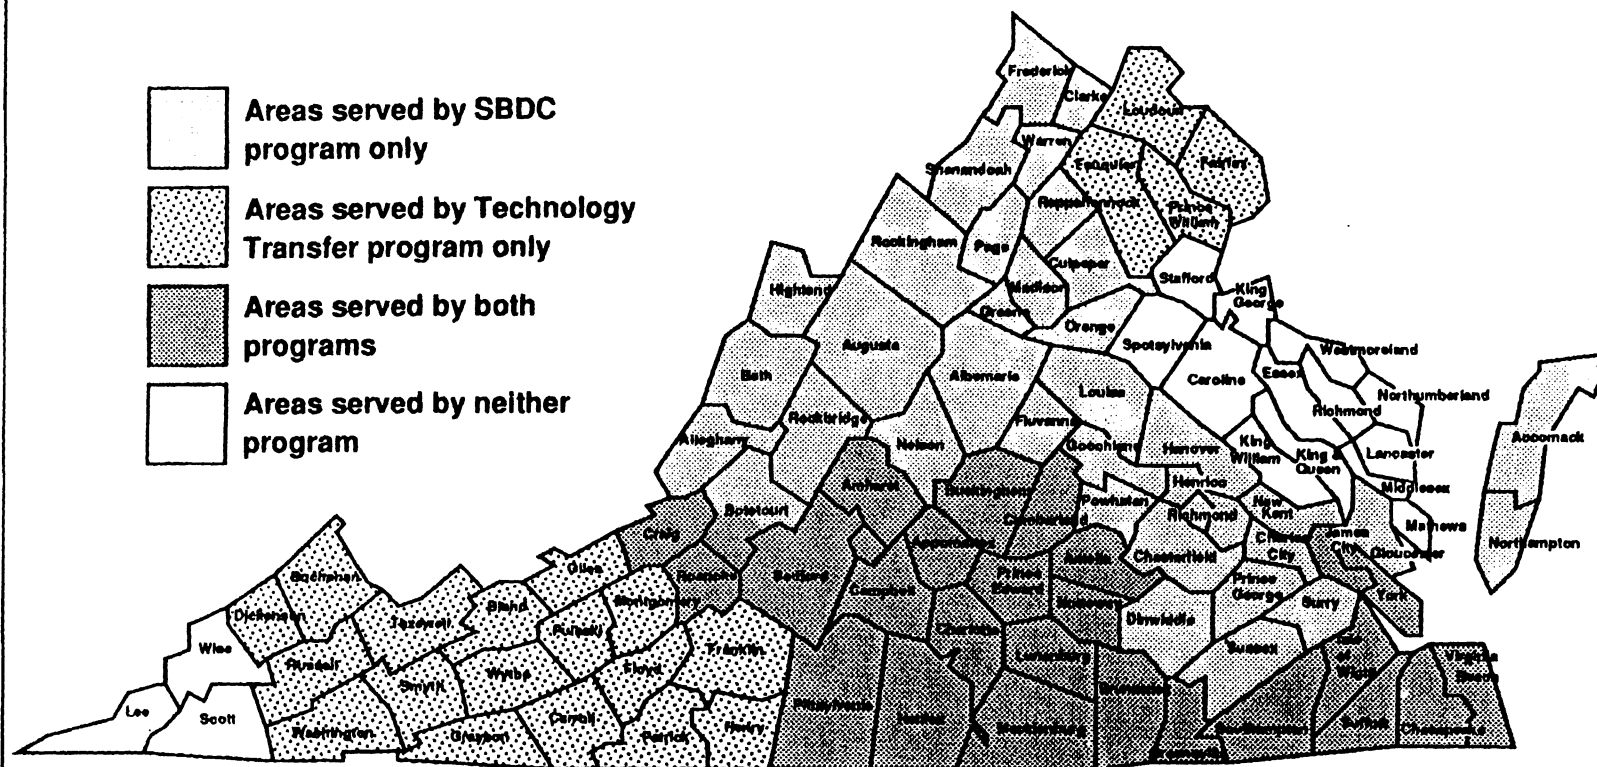 Areas served by SBDC
program only
Areas served by Technology
Transfer program only
Areas served by both
programs
Areas served by neither
program
Frederick
Clarke
Loudoun
Warren
Fauquier
Fairfax
Shenandoah
Rappahannock
Prince
William
Rockingham
Page
Culpeper
Stafford
Highland
Madison
King
George
Greene
Orange
Spotsylvania
Augusta
Westmoreland
Bath
Albemarle
Caroline
Essex
Louisa
Northumberland
Richmond
Rockbridge
Fluvanna
Alleghany
Nelson
Goochland
Hanover
King
William
King &
Queen
Lancaster
Accomack
Amherst
Buckingham
Henrico
Middlesex
Powhatan
New
Kent
Botetourt
Cumberland
Richmond
Mathews
Craig
Appomattox
Amelia
Chesterfield
Charles
City
James
City
Gloucester
Northampton
Giles
Roanoke
Bedford
Campbell
Prince
Edward
Buchanan
Bland
Montgomery
Nottoway
Prince
George
Surry
York
Dickenson
Tazewell
Pulaski
Charlotte
Dinwiddie
Wise
Russell
Floyd
Franklin
Lunenburg
Sussex
Isle
of
Wight
Virginia
Beach
Smyth
Wythe
Brunswick
Lee
Scott
Washington
Grayson
Carroll
Patrick
Henry
Pittsylvania
Halifax
Mecklenburg
Greensville
Southampton
Suffolk
Chesapeake